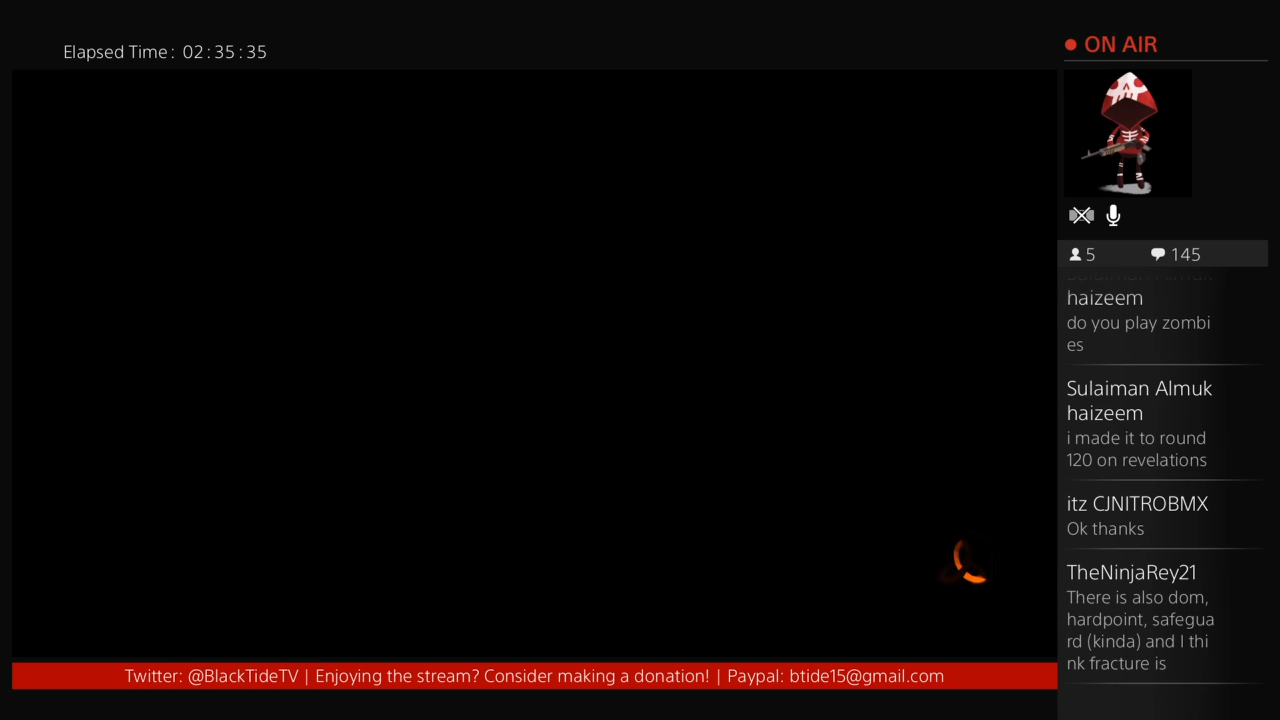 Elapsed Time: 02:35:35
ON AIR
5 145
haizeem
do you play zombi
es
Sulaiman Almuk
haizeem
i made it to round
120 on revelations
itz CJNITROBMX
Ok thanks
TheNinjaRey21
There is also dom,
hardpoint, safegua
rd (kinda) and I thi
nk fracture is
Twitter: @BlackTideTV | Enjoying the stream? Consider making a donation! | Paypal: btide15@gmail.com